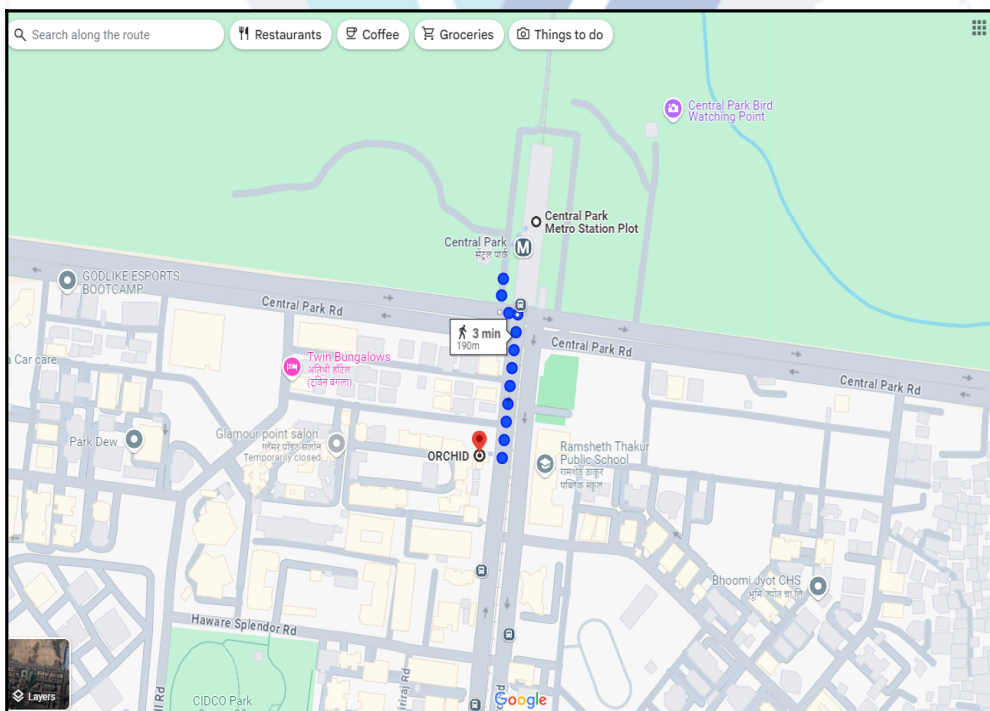 Search along the route
Restaurants
Coffee
Groceries
Things to do
Central Park Bird
Watching Point
Central Park
Metro Station Plot
Central Park
सेंट्रल पार्क
M
GODLIKE ESPORTS
BOOTCAMP
Central Park Rd
3 min
190m
Central Park Rd
a Car care
Twin Bungalows
अतिथी हॉटेल
(ट्विन बंगला)
Central Park Rd
Park Dew
Glamour point salon
ग्लॅमर पॉइंट सलोन
Temporarily closed
ORCHID
Ramsheth Thakur
Public School
रामशेठ ठाकूर
पब्लिक स्कूल
Bhoomi Jyot CHS
भूमि ज्योत चा लि
Haware Splendor Rd
CIDCO Park
Layers
Google